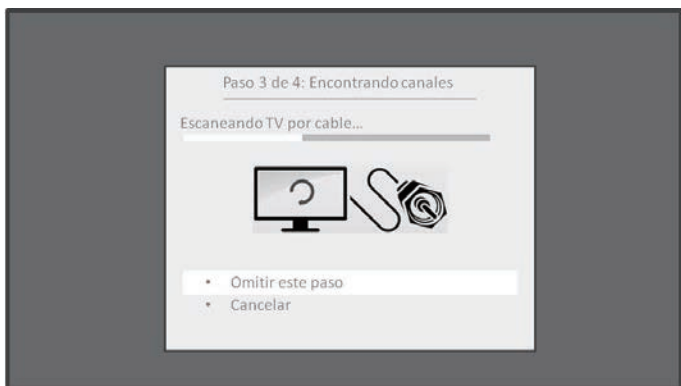 Paso 3 de 4: Encontrando canales
Escaneando TV por cable...
• Omitir este paso
• Cancelar